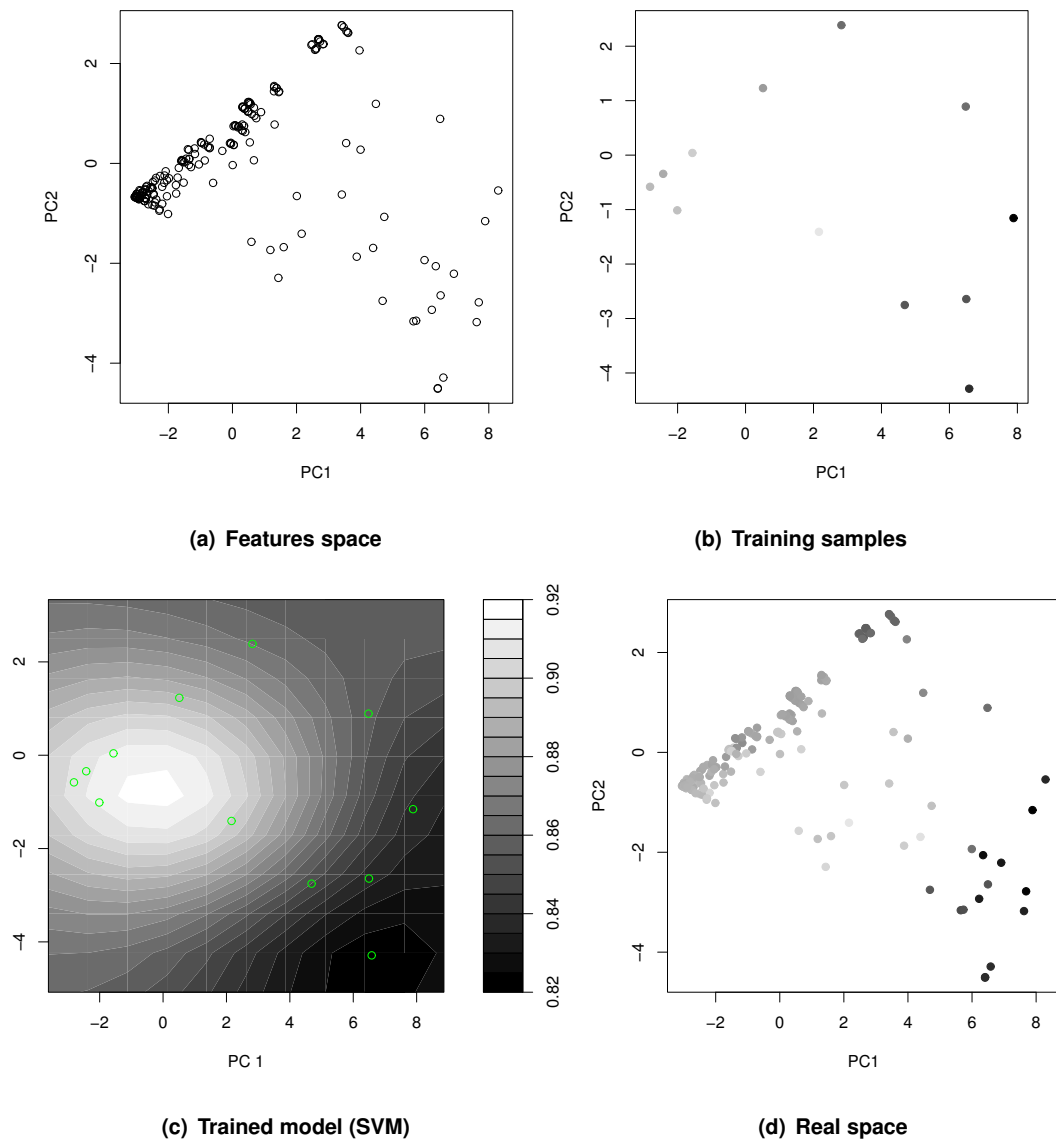 2
0
−2
−4
PC2
−2 0 2 4 6 8
PC1
(a) Features space
2
1
0
−1
−2
−3
−4
PC2
−2 0 2 4 6 8
PC1
(b) Training samples
2
0
−2
−4
−2 0 2 4 6 8
PC 1
0.92
0.90
0.88
0.86
0.84
0.82
(c) Trained model (SVM)
2
0
−2
−4
PC2
−2 0 2 4 6 8
PC1
(d) Real space